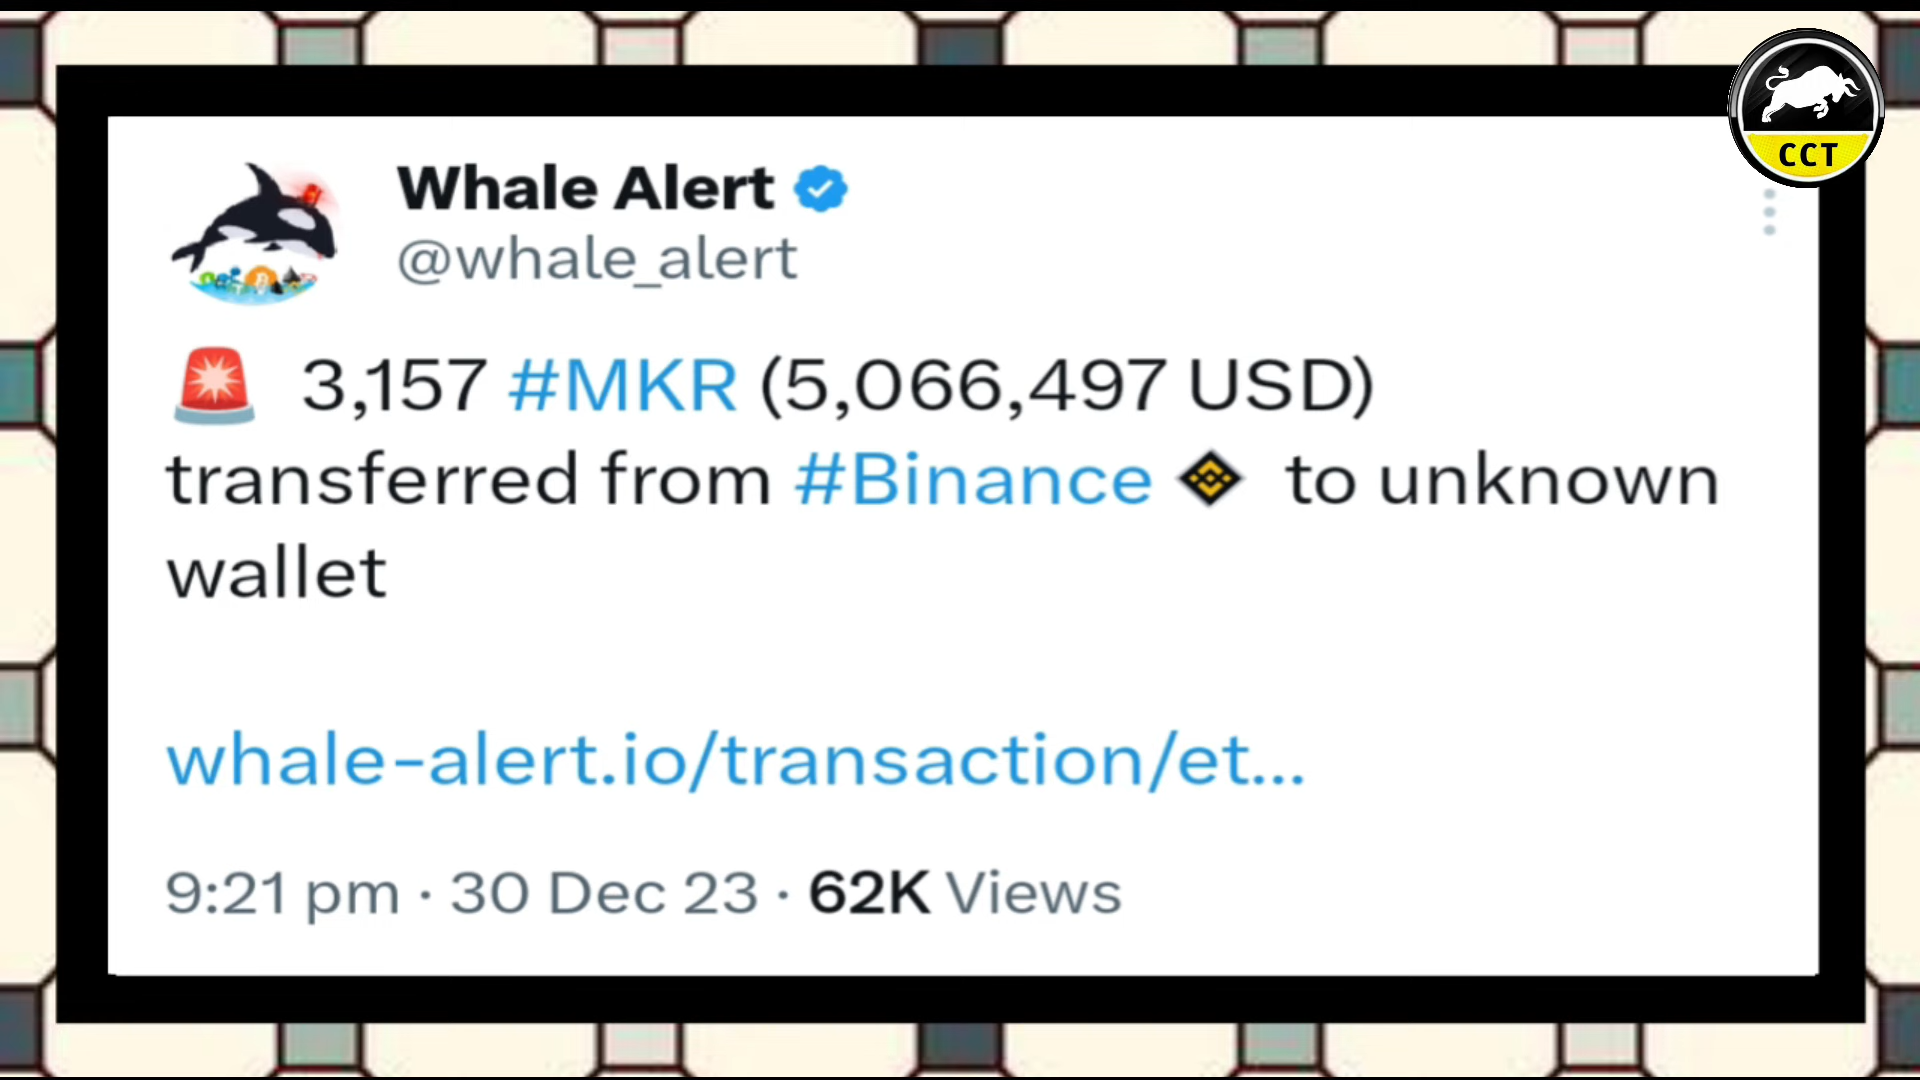 CCT
Whale Alert
@whale_alert
🚨 3,157 #MKR (5,066,497 USD)
transferred from #Binance to unknown
wallet
whale-alert.io/transaction/et...
9:21 pm · 30 Dec 23 · 62K Views